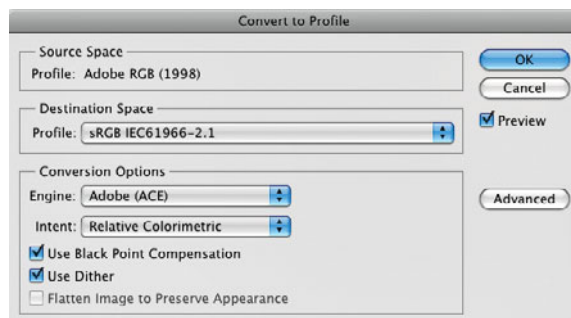 Convert to Profile
Source Space
Profile: Adobe RGB (1998)
OK
Cancel
Destination Space
Profile: sRGB IEC61966-2.1
Preview
Conversion Options
Engine: Adobe (ACE)
Advanced
Intent: Relative Colorimetric
Use Black Point Compensation
Use Dither
Flatten Image to Preserve Appearance